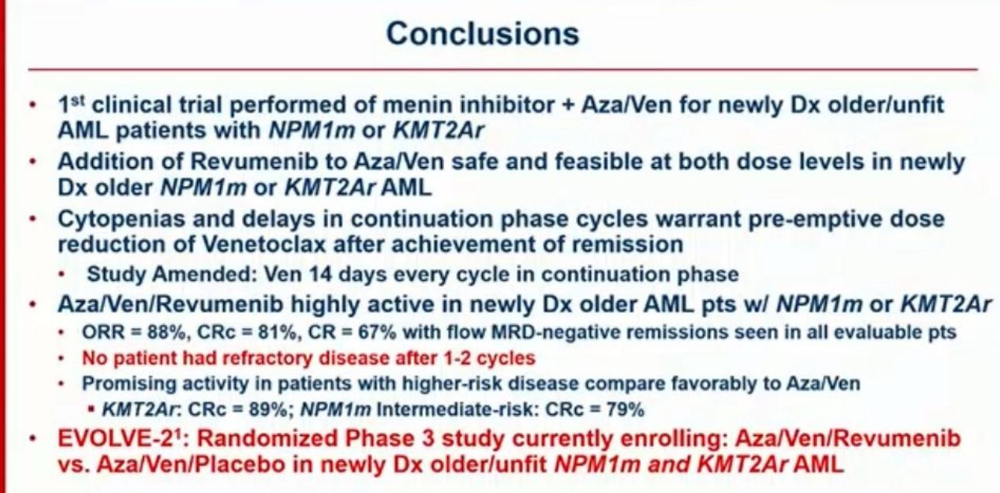 Conclusions
• 1st clinical trial performed of menin inhibitor + Aza/Ven for newly Dx older/unfit
AML patients with NPM1m or KMT2Ar
• Addition of Revumenib to Aza/Ven safe and feasible at both dose levels in newly
Dx older NPM1m or KMT2Ar AML
• Cytopenias and delays in continuation phase cycles warrant pre-emptive dose
reduction of Venetoclax after achievement of remission
• Study Amended: Ven 14 days every cycle in continuation phase
• Aza/Ven/Revumenib highly active in newly Dx older AML pts w/ NPM1m or KMT2Ar
• ORR = 88%, CRc = 81%, CR = 67% with flow MRD-negative remissions seen in all evaluable pts
• No patient had refractory disease after 1-2 cycles
• Promising activity in patients with higher-risk disease compare favorably to Aza/Ven
▪ KMT2Ar: CRc = 89%; NPM1m Intermediate-risk: CRc = 79%
• EVOLVE-2¹: Randomized Phase 3 study currently enrolling: Aza/Ven/Revumenib
vs. Aza/Ven/Placebo in newly Dx older/unfit NPM1m and KMT2Ar AML